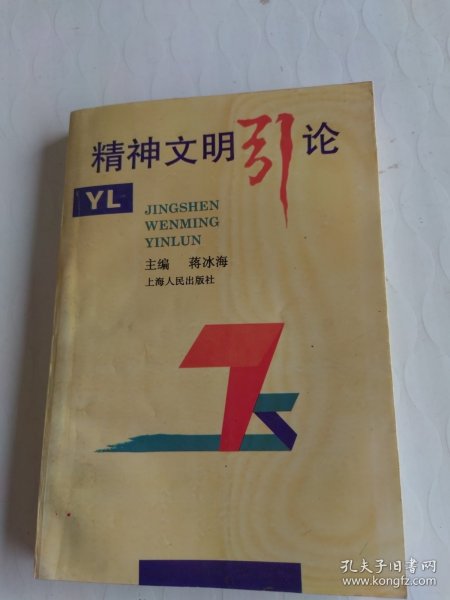 精神文明引论
YL
JINGSHEN
WENMING
YINLUN
主编 蒋冰海
上海人民出版社
孔夫子旧书网
www.kongfz.com